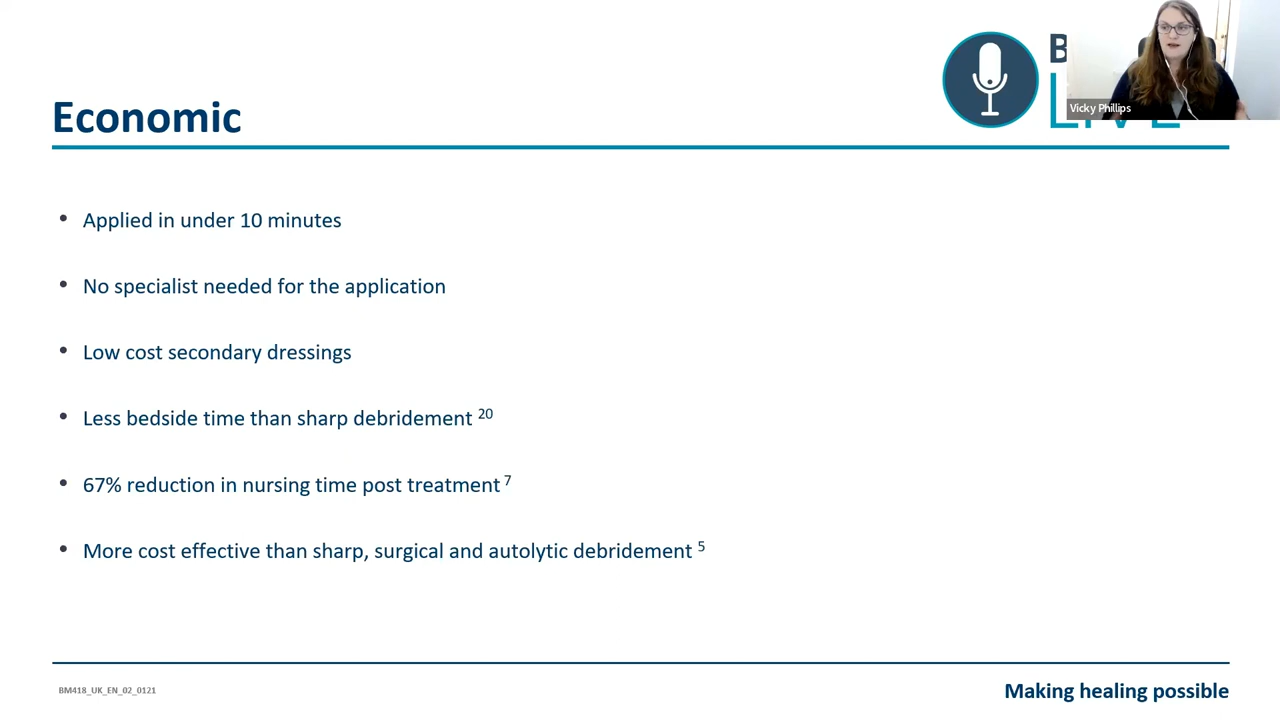 Economic
Vicky Phillips
• Applied in under 10 minutes
• No specialist needed for the application
• Low cost secondary dressings
• Less bedside time than sharp debridement 20
• 67% reduction in nursing time post treatment 7
• More cost effective than sharp, surgical and autolytic debridement 5
BM418_UK_EN_02_0121
Making healing possible